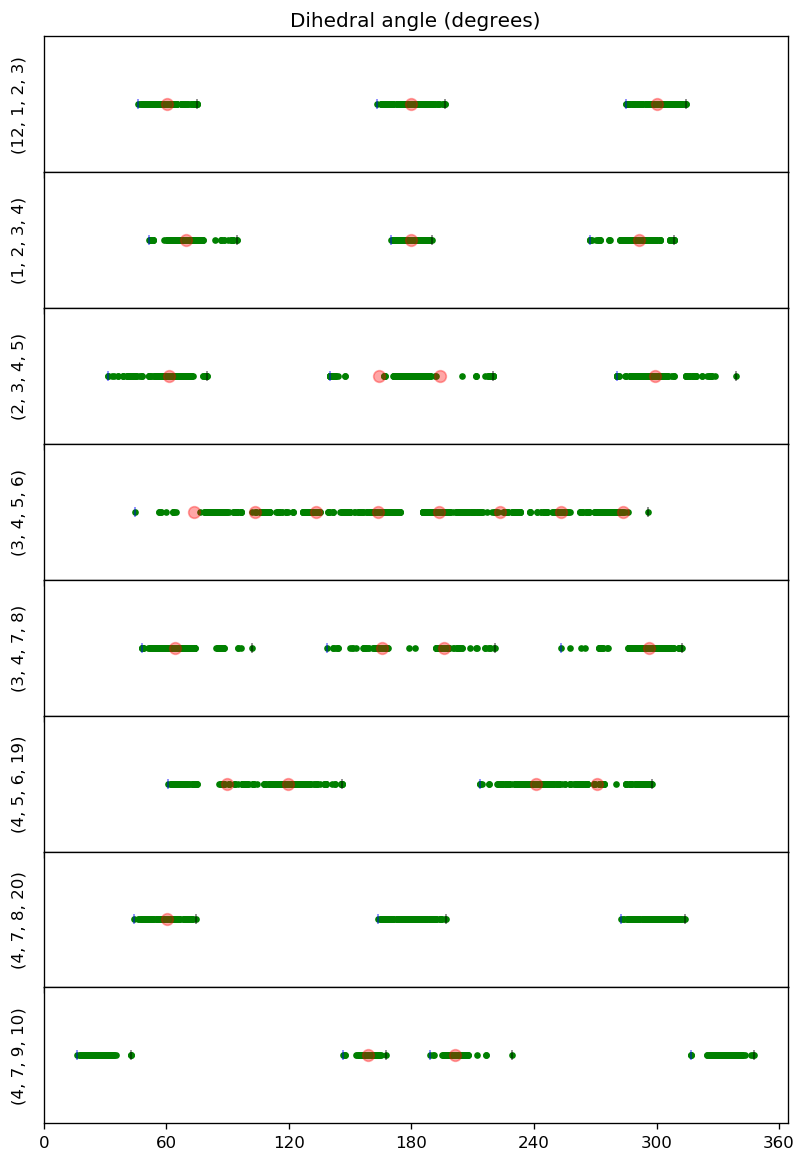 Dihedral angle (degrees)
(12, 1, 2, 3)
(1, 2, 3, 4)
(2, 3, 4, 5)
(3, 4, 5, 6)
(3, 4, 7, 8)
(4, 5, 6, 19)
(4, 7, 8, 20)
(4, 7, 9, 10)
0 60 120 180 240 300 360